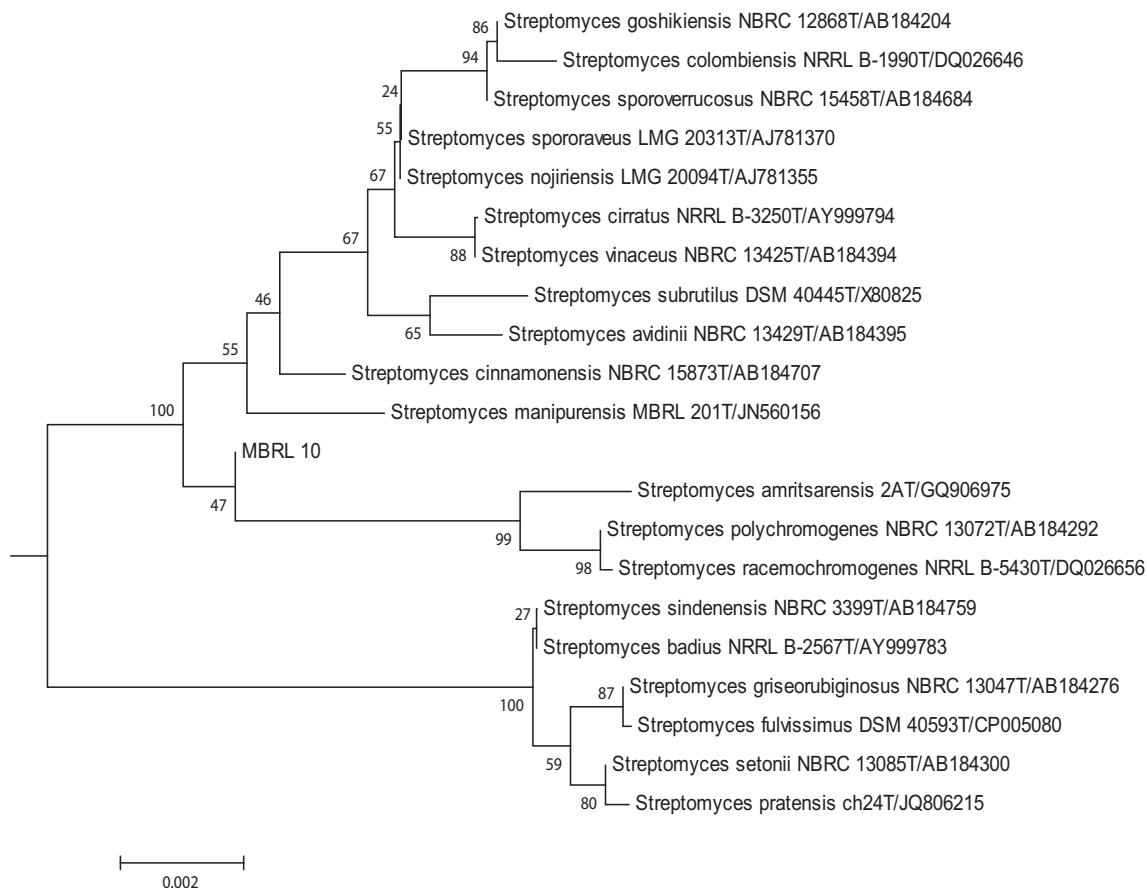 86
Streptomyces goshikiensis NBRC 12868T/AB184204
Streptomyces colombiensis NRRL B-1990T/DQ026646
94
Streptomyces sporoverrucosus NBRC 15458T/AB184684
24
55
Streptomyces spororaveus LMG 20313T/AJ781370
Streptomyces nojiriensis LMG 20094T/AJ781355
67
Streptomyces cirratus NRRL B-3250T/AY999794
88
Streptomyces vinaceus NBRC 13425T/AB184394
67
Streptomyces subrutilus DSM 40445T/X80825
65
Streptomyces avidinii NBRC 13429T/AB184395
46
Streptomyces cinnamonensis NBRC 15873T/AB184707
55
Streptomyces manipurensis MBRL 201T/JN560156
100
MBRL 10
47
Streptomyces amritsarensis 2AT/GQ906975
99
Streptomyces polychromogenes NBRC 13072T/AB184292
98
Streptomyces racemochromogenes NRRL B-5430T/DQ026656
27
Streptomyces sindenensis NBRC 3399T/AB184759
Streptomyces badius NRRL B-2567T/AY999783
100
87
Streptomyces griseorubiginosus NBRC 13047T/AB184276
Streptomyces fulvissimus DSM 40593T/CP005080
59
Streptomyces setonii NBRC 13085T/AB184300
80
Streptomyces pratensis ch24T/JQ806215
0.002